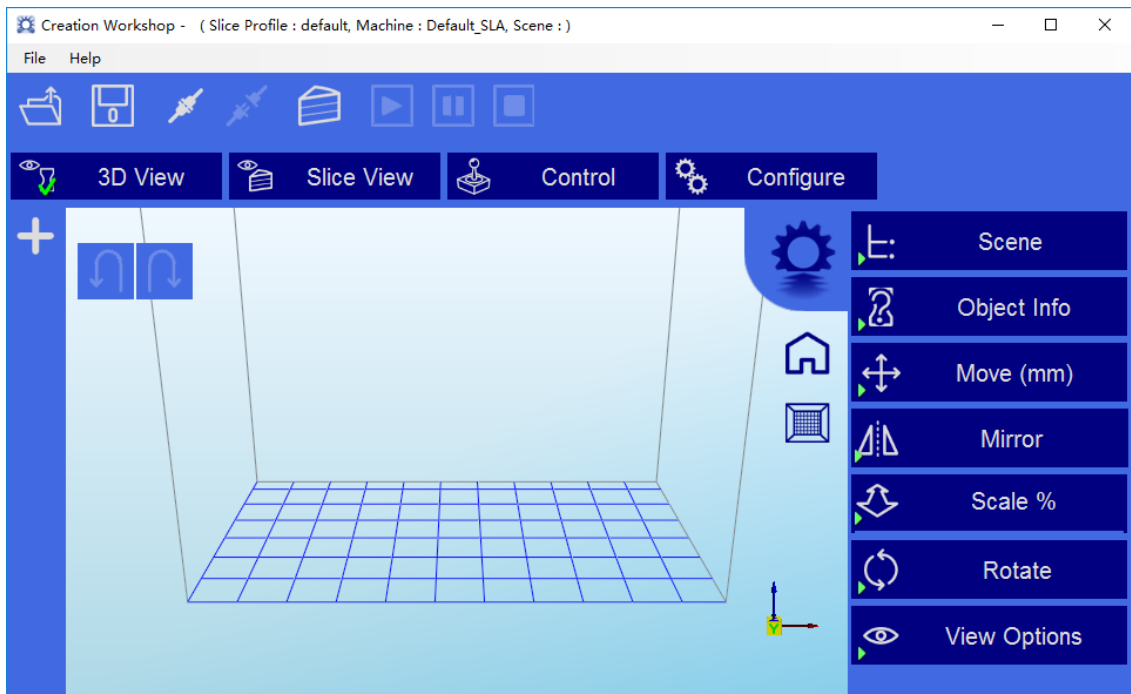 Creation Workshop -   ( Slice Profile : default, Machine : Default_SLA, Scene : )
File Help
0
3D View
Slice View
Control
Configure
Scene
Object Info
Move (mm)
Mirror
Scale %
Rotate
View Options
Y